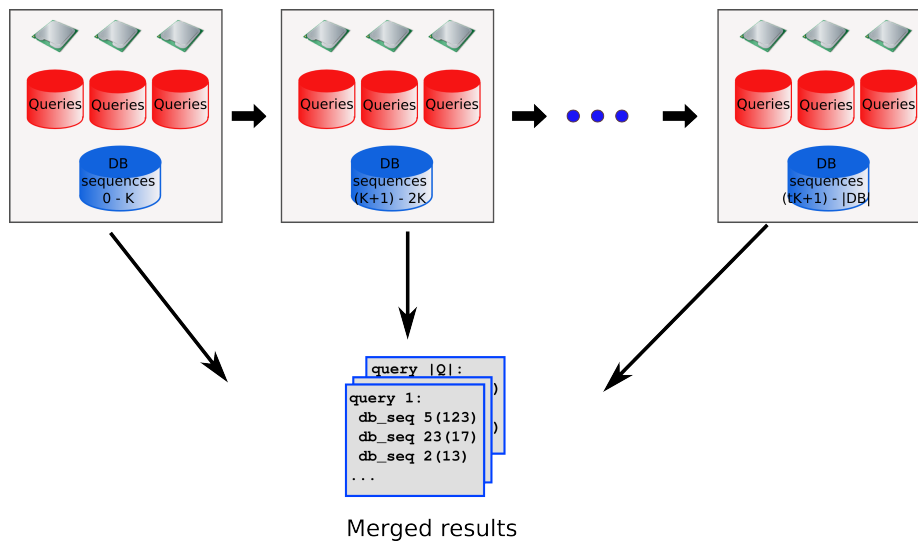 Queries Queries Queries
DB
sequences
0 - K
Queries Queries Queries
DB
sequences
(K+1) - 2K
Queries Queries Queries
DB
sequences
(tK+1) - |DB|
query |Q|:
)
)
query 1:
db_seq 5(123)
db_seq 23(17)
db_seq 2(13)
...
Merged results